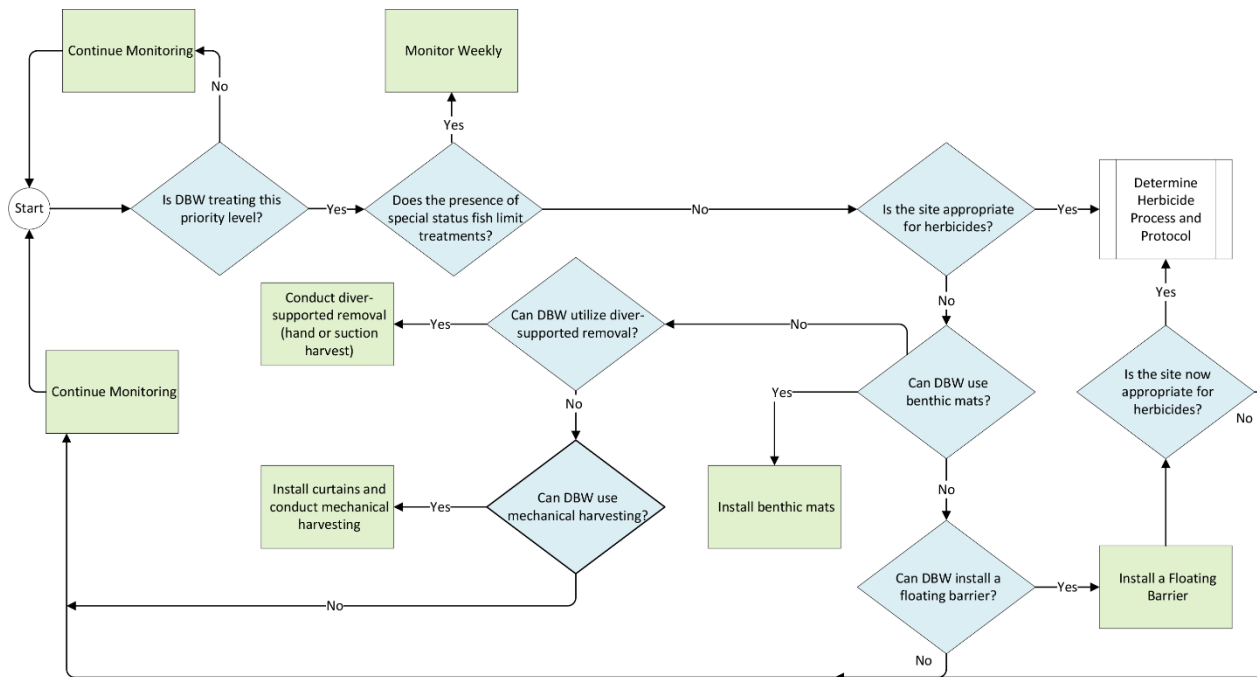 Continue Monitoring
No
Monitor Weekly
Yes
Start
Is DBW treating this
priority level?
Yes
Does the presence of
special status fish limit
treatments?
No
Is the site appropriate
for herbicides?
Yes
Determine
Herbicide
Process and
Protocol
No
Yes
Conduct diver-
supported removal
(hand or suction
harvest)
Yes
Can DBW utilize diver-
supported removal?
No
Can DBW use
benthic mats?
Is the site now
appropriate for
herbicides?
No
Continue Monitoring
No
Yes
Install curtains and
conduct mechanical
harvesting
Yes
Can DBW use
mechanical harvesting?
Install benthic mats
No
Can DBW install a
floating barrier?
Yes
Install a Floating
Barrier
No
No